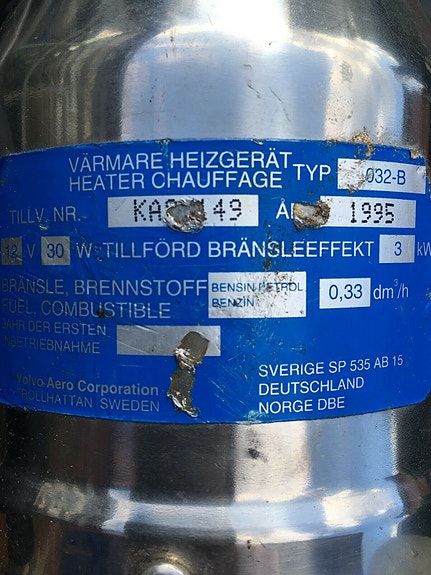 VÄRMARE HEIZGERÄT
HEATER CHAUFFAGE TYP 032-B
TILLV. NR. 1995
12 V 30 W TILLFÖRD BRÄNSLEEFFEKT 3 kW
BRÄNSLE, BRENNSTOFF BENSIN PETROL
FUEL, COMBUSTIBLE BENZIN 0,33 dm³/h
JAHR DER ERSTEN
INBETRIEBNAHME
Volvo Aero Corporation
TROLLHÄTTAN SWEDEN
SVERIGE SP 535 AB 15
DEUTSCHLAND
NORGE DBE